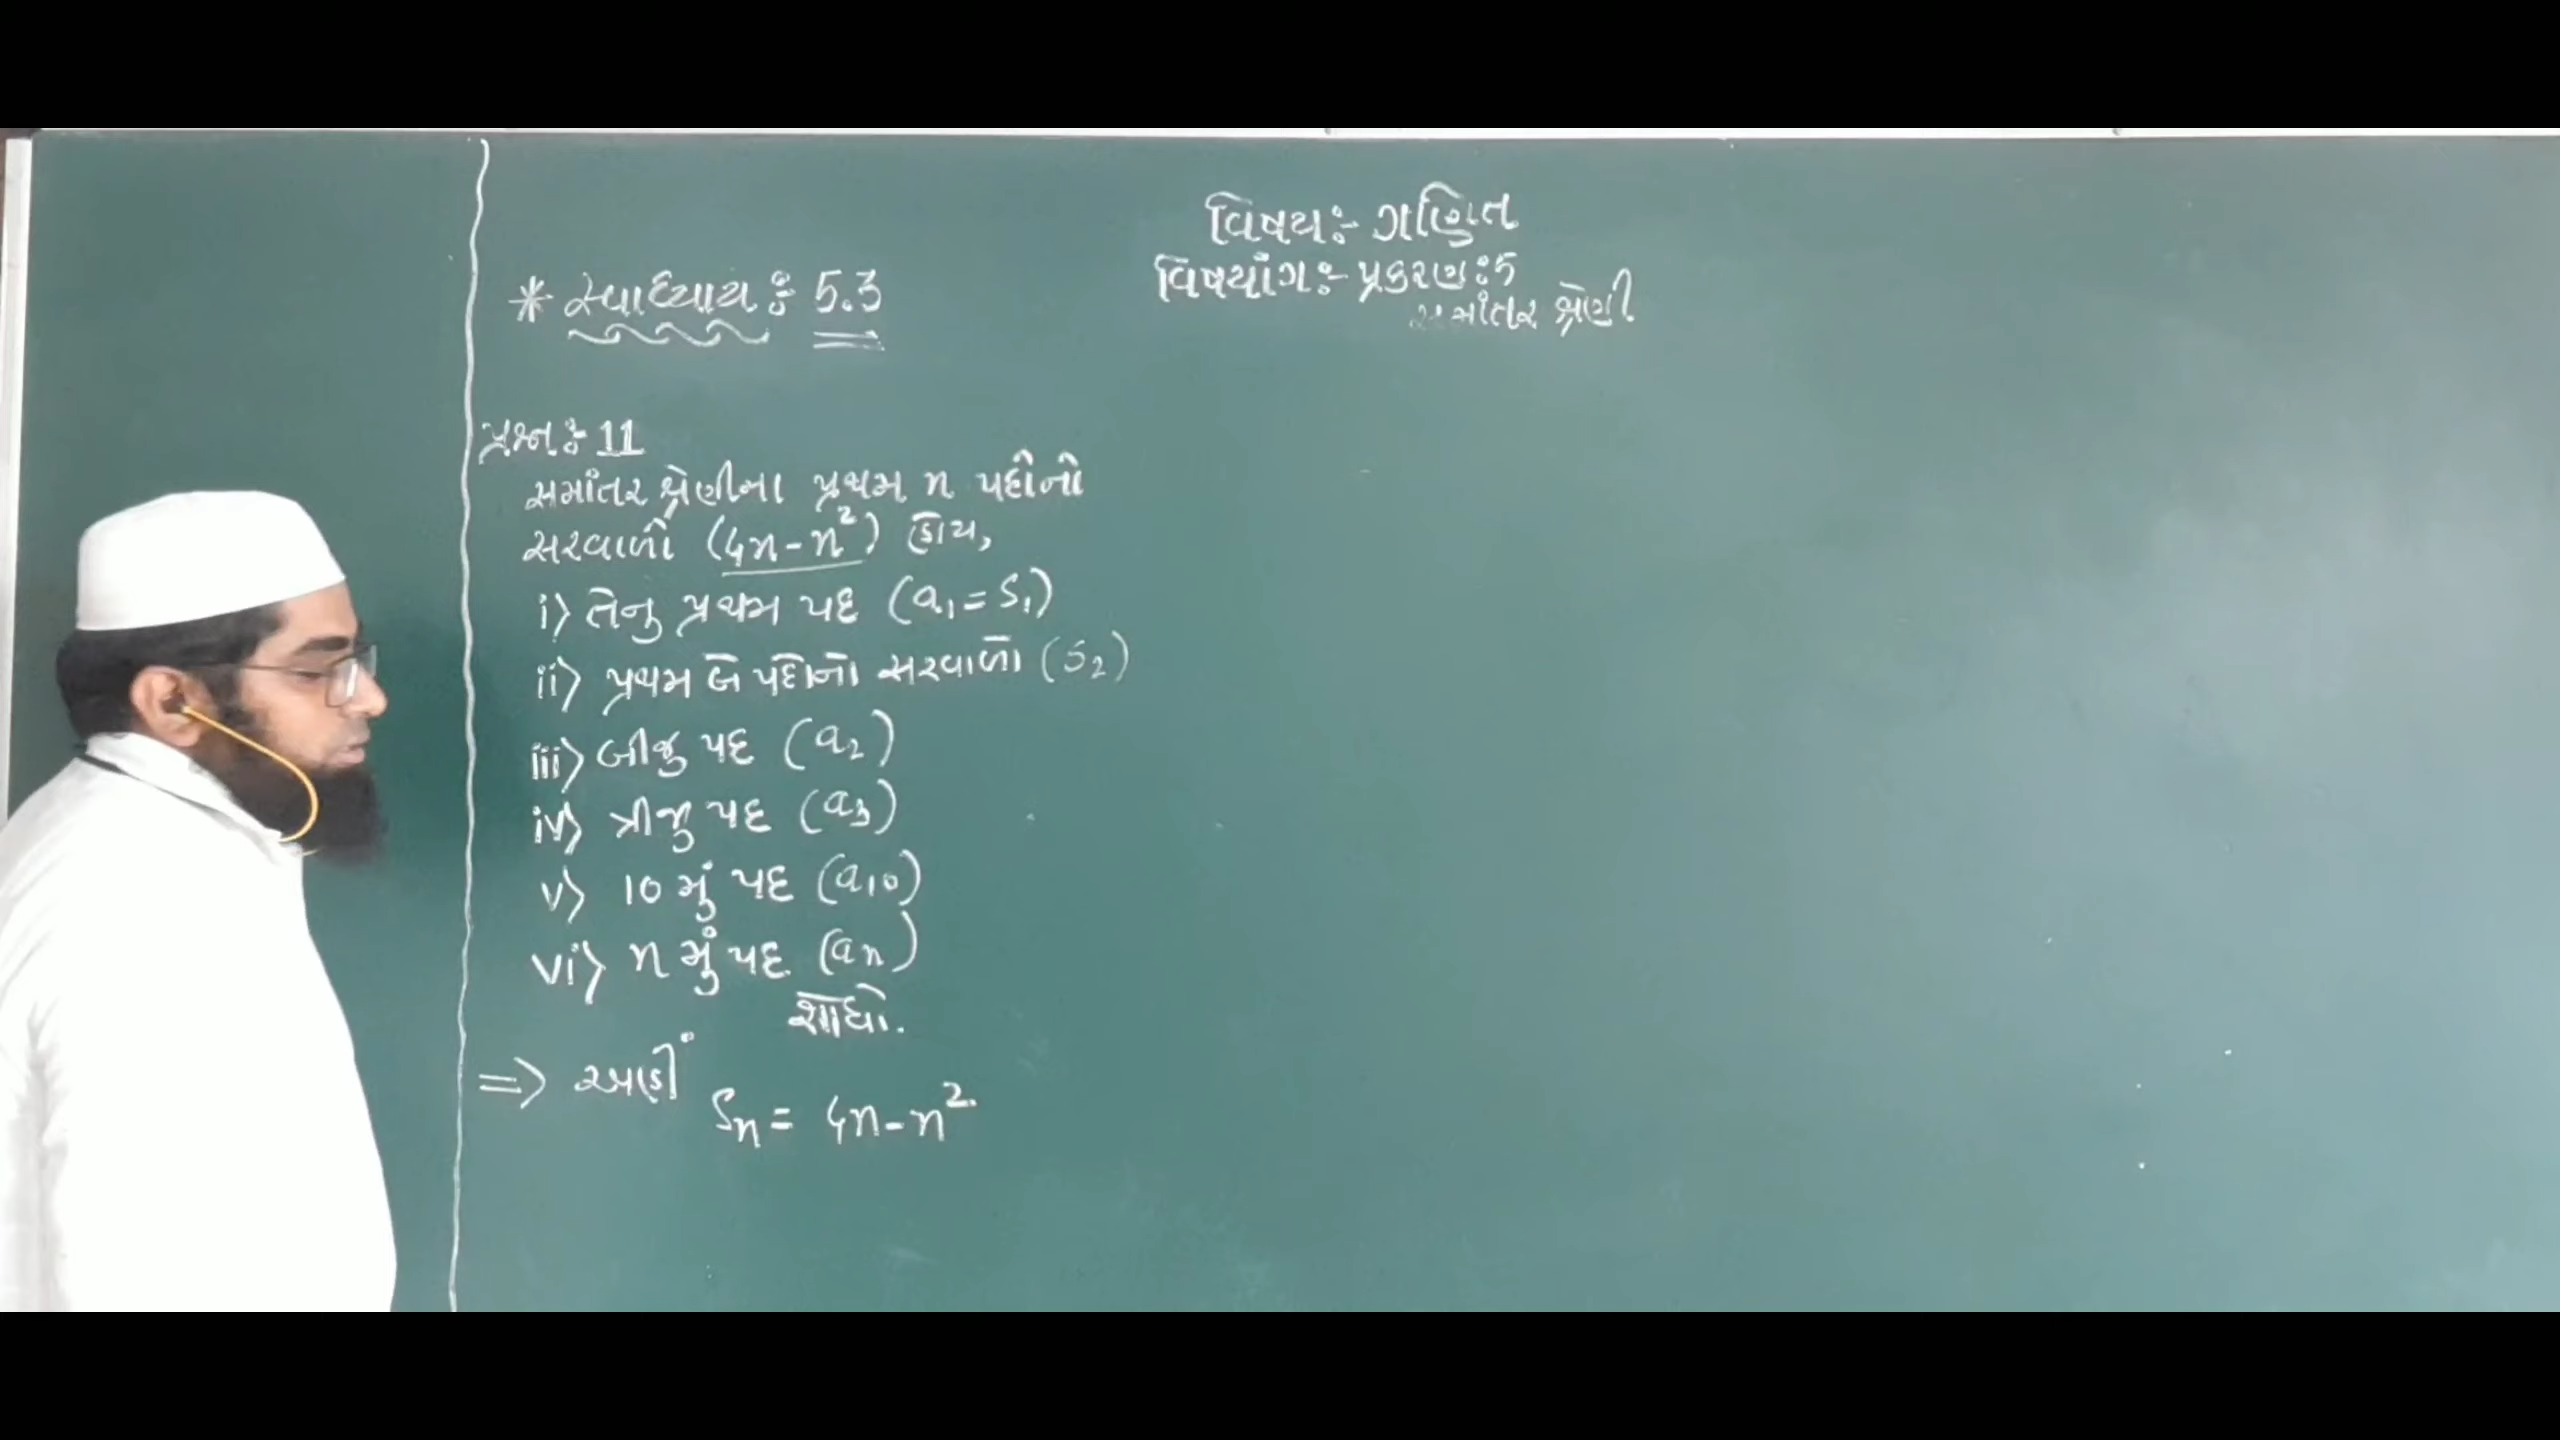 વિષય:- ગણિત
વિષયાંગ:- પ્રકરણ:5
સમાંતર શ્રેણી
* સ્વાધ્યાય: 5.3
પ્રશ્ન:- 11
સમાંતર શ્રેણીના પ્રથમ n પદોનો
સરવાળો (4n-n²) હોય,
i) તેનુ પ્રથમ પદ (a₁=S₁)
ii) પ્રથમ બે પદોનો સરવાળો (S₂)
iii) બીજુ પદ (a₂)
iv) ત્રીજુ પદ (a₃)
v) 10 મું પદ (a₁₀)
vi) n મું પદ (aₙ)
શોધો.
=> અહીં
Sₙ = 4n-n²